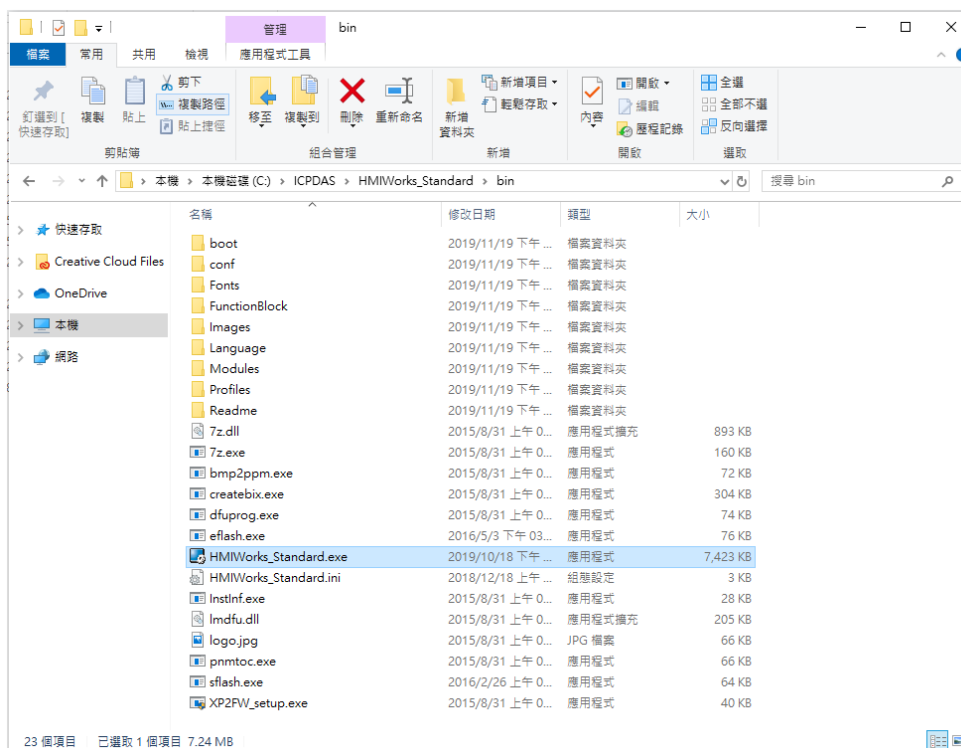 管理 bin
檔案 常用 共用 檢視 應用程式工具
釘選到 [快速存取]
複製
貼上
剪下
複製路徑
貼上捷徑
剪貼簿
移至
複製到
刪除
重新命名
組合管理
新增資料夾
新增項目
輕鬆存取
新增
內容
開啟
編輯
歷程記錄
開啟
全選
全部不選
反向選擇
選取
本機 › 本機磁碟 (C:) › ICPDAS › HMIWorks_Standard › bin
搜尋 bin
快速存取
Creative Cloud Files
OneDrive
本機
網路
名稱 修改日期 類型 大小
boot 2019/11/19 下午 ... 檔案資料夾
conf 2019/11/19 下午 ... 檔案資料夾
Fonts 2019/11/19 下午 ... 檔案資料夾
FunctionBlock 2019/11/19 下午 ... 檔案資料夾
Images 2019/11/19 下午 ... 檔案資料夾
Language 2019/11/19 下午 ... 檔案資料夾
Modules 2019/11/19 下午 ... 檔案資料夾
Profiles 2019/11/19 下午 ... 檔案資料夾
Readme 2019/11/19 下午 ... 檔案資料夾
7z.dll 2015/8/31 上午 0... 應用程式擴充 893 KB
7z.exe 2015/8/31 上午 0... 應用程式 160 KB
bmp2ppm.exe 2015/8/31 上午 0... 應用程式 72 KB
createbix.exe 2015/8/31 上午 0... 應用程式 304 KB
dfuprog.exe 2015/8/31 上午 0... 應用程式 74 KB
eflash.exe 2016/5/3 下午 03... 應用程式 76 KB
HMIWorks_Standard.exe 2019/10/18 下午 ... 應用程式 7,423 KB
HMIWorks_Standard.ini 2018/12/18 上午 ... 組態設定 3 KB
InstInf.exe 2015/8/31 上午 0... 應用程式 28 KB
lmdfu.dll 2015/8/31 上午 0... 應用程式擴充 205 KB
logo.jpg 2015/8/31 上午 0... JPG 檔案 66 KB
pnmtoc.exe 2015/8/31 上午 0... 應用程式 66 KB
sflash.exe 2016/2/26 上午 0... 應用程式 64 KB
XP2FW_setup.exe 2015/8/31 上午 0... 應用程式 40 KB
23 個項目 已選取 1 個項目 7.24 MB